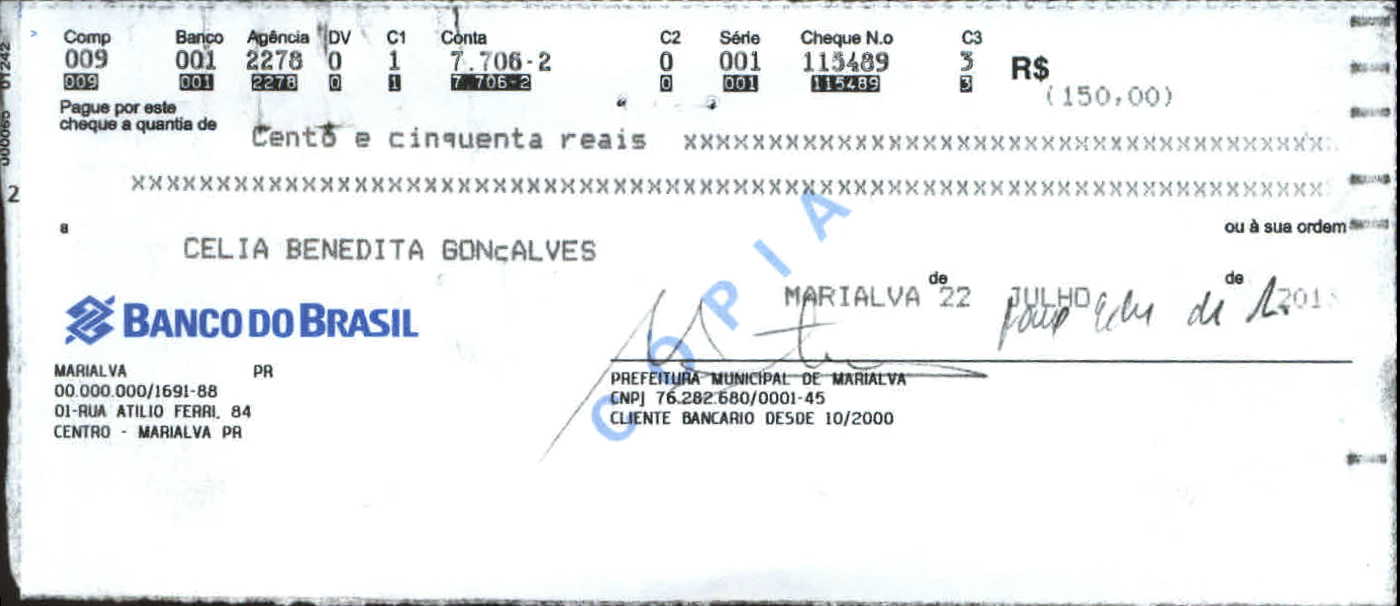 Comp Banco Agência DV C1 Conta C2 Série Cheque N.o C3
009 001 2278 0 1 7.706-2 0 001 115489 3 R$
009 001 2278 0 1 7.706-2 0 001 115489 3
(150,00)
Pague por este
cheque a quantia de
Cento e cinquenta reais xxxxxxxxxxxxxxxxxxxxxxxxxxxxxxxxxxxxxxx
2
xxxxxxxxxxxxxxxxxxxxxxxxxxxxxxxxxxxxxxxxxxxxxxxxxxxxxxxxxxxxxxxxxxxxxx
a
ou à sua ordem
CELIA BENEDITA GONçALVES
MARIALVA de 22 JULHO de
BANCO DO BRASIL
COPIA
MARIALVA PR
00.000.000/1691-88
01-RUA ATILIO FERRI, 84
CENTRO - MARIALVA PR
PREFEITURA MUNICIPAL DE MARIALVA
CNPJ 76.282.680/0001-45
CLIENTE BANCARIO DESDE 10/2000